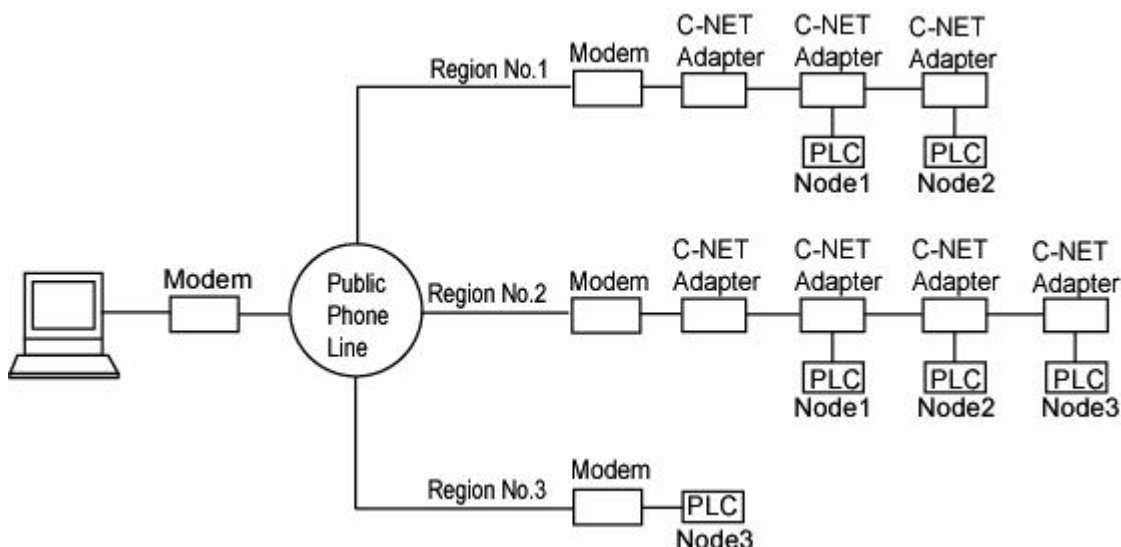 C-NET Adapter
C-NET Adapter
C-NET Adapter
Modem
Region No.1
PLC
Node1
PLC
Node2
Modem
Public
Phone
Line
Region No.2
Modem
C-NET Adapter
C-NET Adapter
C-NET Adapter
C-NET Adapter
PLC
Node1
PLC
Node2
PLC
Node3
Region No.3
Modem
PLC
Node3